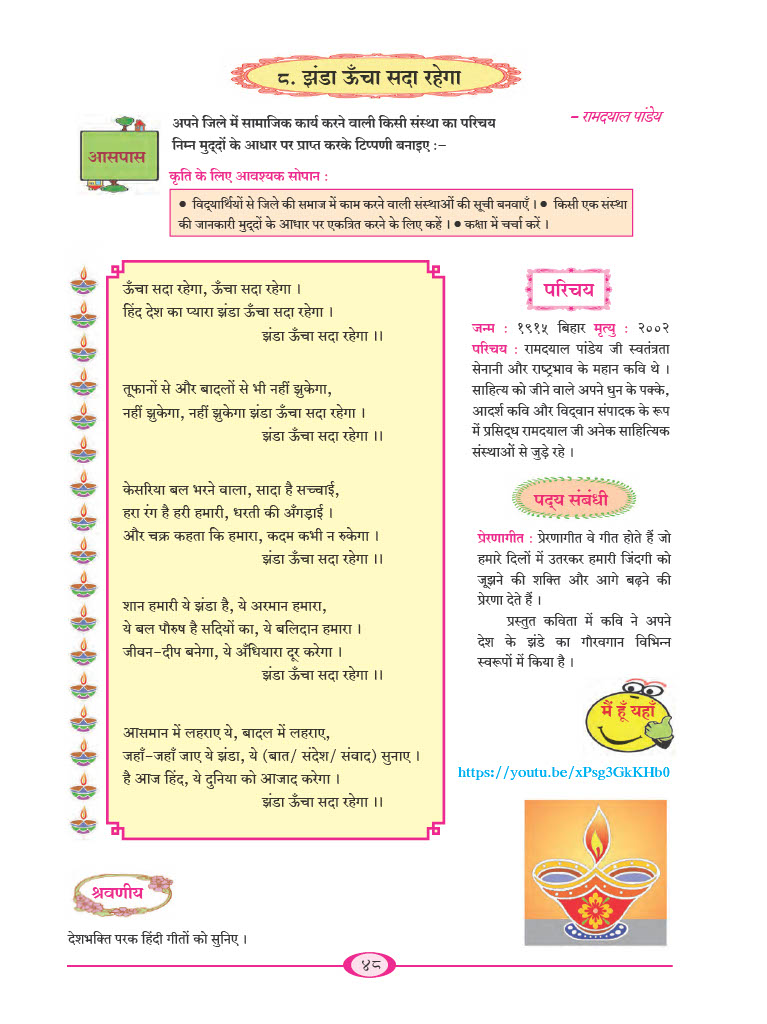 ८. झंडा ऊँचा सदा रहेगा
– रामदयाल पांडेय
आसपास
अपने जिले में सामाजिक कार्य करने वाली किसी संस्था का परिचय
निम्न मुद्दों के आधार पर प्राप्त करके टिप्पणी बनाइए :–
कृति के लिए आवश्यक सोपान :
● विद्यार्थियों से जिले की समाज में काम करने वाली संस्थाओं की सूची बनवाएँ । ● किसी एक संस्था
की जानकारी मुद्दों के आधार पर एकत्रित करने के लिए कहें । ● कक्षा में चर्चा करें ।
ऊँचा सदा रहेगा, ऊँचा सदा रहेगा ।
हिंद देश का प्यारा झंडा ऊँचा सदा रहेगा ।
झंडा ऊँचा सदा रहेगा ।।
तूफानों से और बादलों से भी नहीं झुकेगा,
नहीं झुकेगा, नहीं झुकेगा झंडा ऊँचा सदा रहेगा ।
झंडा ऊँचा सदा रहेगा ।।
केसरिया बल भरने वाला, सादा है सच्चाई,
हरा रंग है हरी हमारी, धरती की अँगड़ाई ।
और चक्र कहता कि हमारा, कदम कभी न रुकेगा ।
झंडा ऊँचा सदा रहेगा ।।
शान हमारी ये झंडा है, ये अरमान हमारा,
ये बल पौरुष है सदियों का, ये बलिदान हमारा ।
जीवन-दीप बनेगा, ये अँधियारा दूर करेगा ।
झंडा ऊँचा सदा रहेगा ।।
आसमान में लहराए ये, बादल में लहराए,
जहाँ-जहाँ जाए ये झंडा, ये (बात/ संदेश/ संवाद) सुनाए ।
है आज हिंद, ये दुनिया को आजाद करेगा ।
झंडा ऊँचा सदा रहेगा ।।
परिचय
जन्म : १९१५ बिहार मृत्यु : २००२
परिचय : रामदयाल पांडेय जी स्वतंत्रता
सेनानी और राष्ट्रभाव के महान कवि थे ।
साहित्य को जीने वाले अपने धुन के पक्के,
आदर्श कवि और विद्वान संपादक के रूप
में प्रसिद्ध रामदयाल जी अनेक साहित्यिक
संस्थाओं से जुड़े रहे ।
पद्य संबंधी
प्रेरणागीत : प्रेरणागीत वे गीत होते हैं जो
हमारे दिलों में उतरकर हमारी जिंदगी को
जूझने की शक्ति और आगे बढ़ने की
प्रेरणा देते हैं ।
प्रस्तुत कविता में कवि ने अपने
देश के झंडे का गौरवगान विभिन्न
स्वरूपों में किया है ।
मैं हूँ यहाँ
https://youtu.be/xPsg3GkKHb0
श्रवणीय
देशभक्ति परक हिंदी गीतों को सुनिए ।
४८